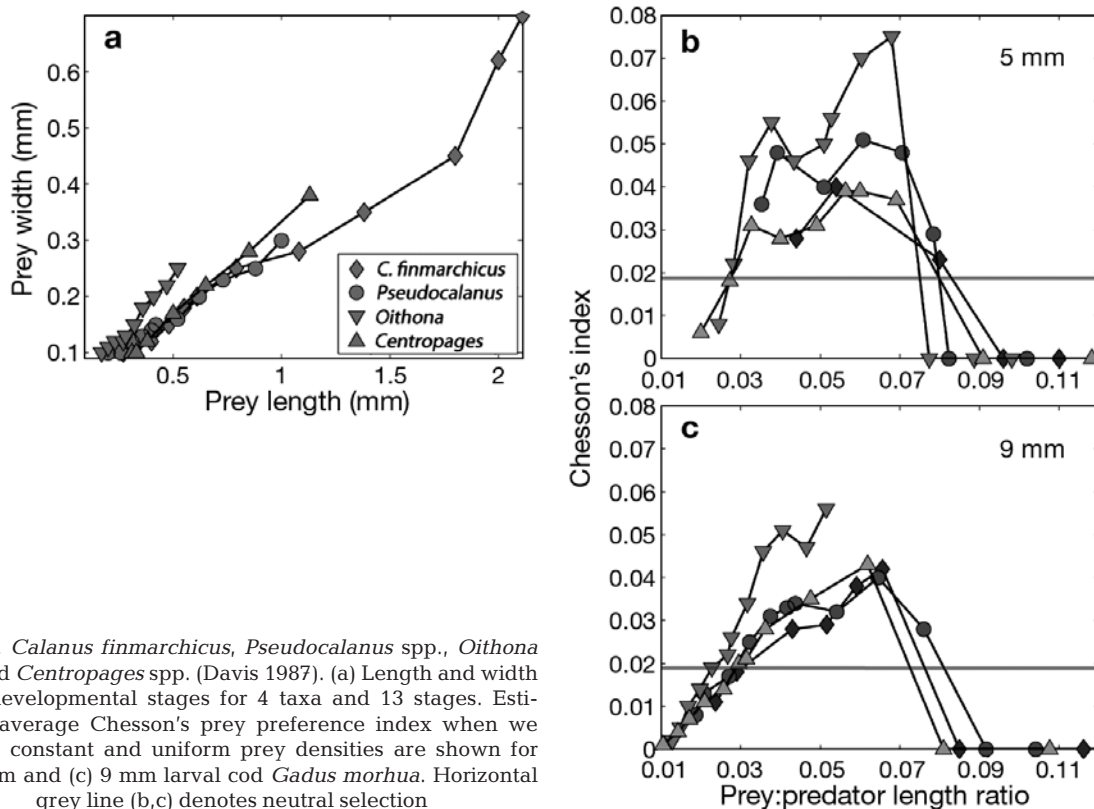 a
Prey width (mm)
0.6
0.5
0.4
0.3
0.2
0.1
0.5
1
1.5
2
Prey length (mm)
C. finmarchicus
Pseudocalanus
Oithona
Centropages
b
5 mm
0.08
0.07
0.06
0.05
0.04
0.03
0.02
0.01
0
0.01
0.03
0.05
0.07
0.09
0.11
Chesson's index
c
9 mm
0.08
0.07
0.06
0.05
0.04
0.03
0.02
0.01
0
0.01
0.03
0.05
0.07
0.09
0.11
Prey:predator length ratio
. Calanus finmarchicus, Pseudocalanus spp., Oithona
d Centropages spp. (Davis 1987). (a) Length and width
evelopmental stages for 4 taxa and 13 stages. Esti-
average Chesson's prey preference index when we
constant and uniform prey densities are shown for
m and (c) 9 mm larval cod Gadus morhua. Horizontal
grey line (b,c) denotes neutral selection